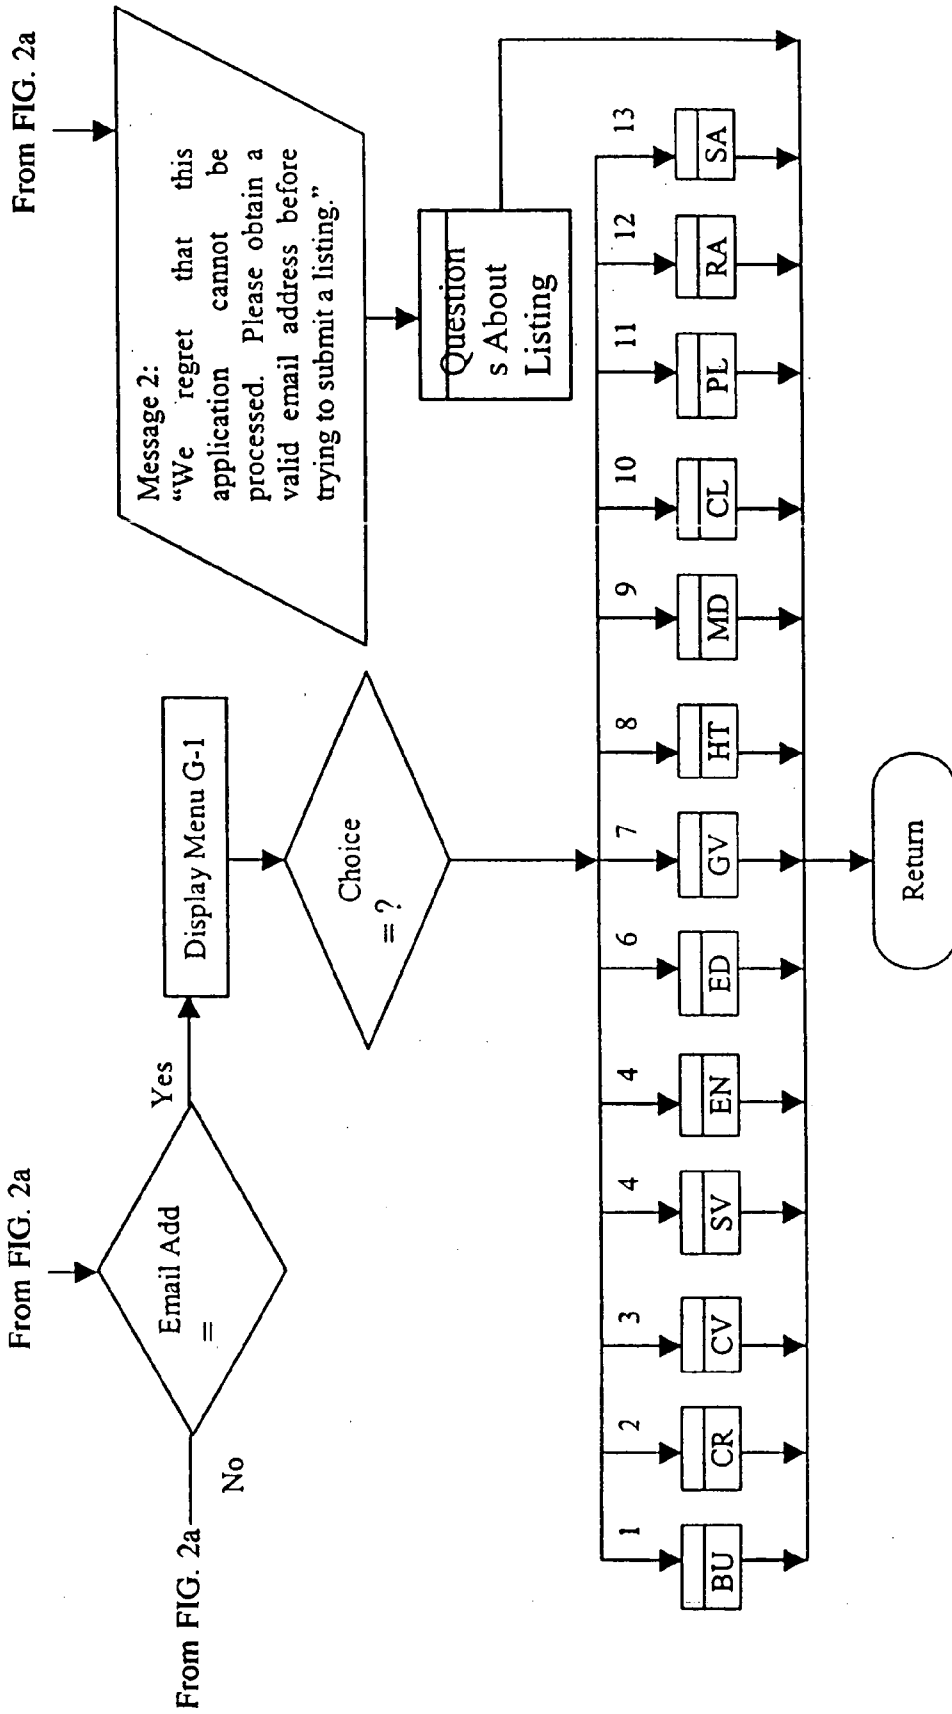 From FIG. 2a
From FIG. 2a
Message 2:
“We regret that this
application cannot be
processed. Please obtain a
valid email address before
trying to submit a listing.”
Email Add
=
Yes
No
From FIG. 2a
Display Menu G-1
Choice
= ?
Question
s About
Listing
1 2 3 4 4 6 7 8 9 10 11 12 13
BU CR CV SV EN ED GV HT MD CL PL RA SA
Return